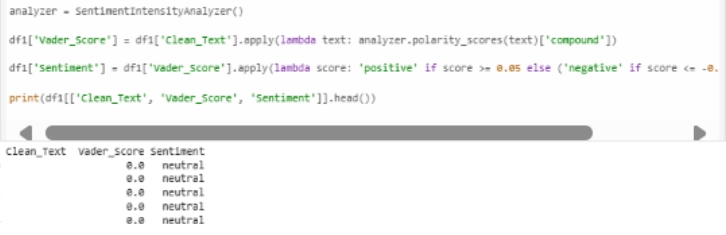 analyzer = SentimentIntensityAnalyzer()
df1['Vader_Score'] = df1['Clean_Text'].apply(lambda text: analyzer.polarity_scores(text)['compound'])
df1['Sentiment'] = df1['Vader_Score'].apply(lambda score: 'positive' if score >= 0.05 else ('negative' if score <= -0.
print(df1[['Clean_Text', 'Vader_Score', 'Sentiment']].head())
Clean_Text Vader_Score Sentiment
0.0 neutral
0.0 neutral
0.0 neutral
0.0 neutral
0.0 neutral